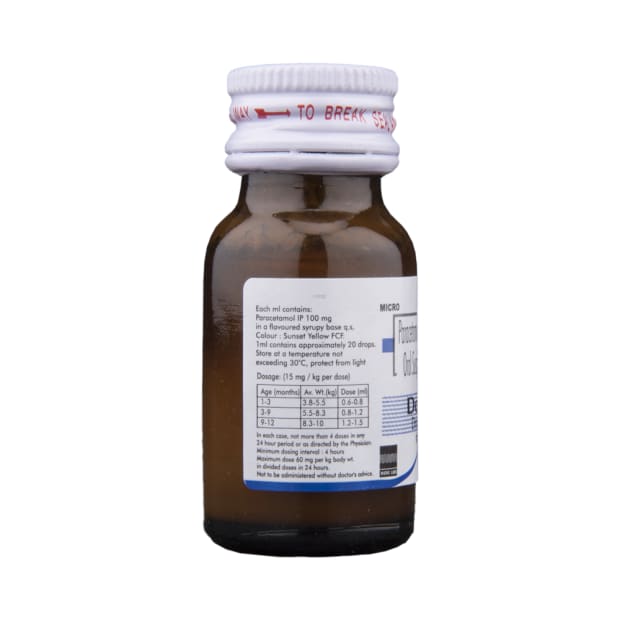 TO BREAK SEAL
Each ml contains:
Paracetamol IP 100 mg
in a flavoured syrupy base q.s.
Colour : Sunset Yellow FCF.
1ml contains approximately 20 drops.
Store at a temperature not
exceeding 30°C, protect from light
Dosage: (15 mg / kg per dose)
Age (months) Av. Wt.(kg) Dose (ml)
1-3 3.8-5.5 0.6-0.8
3-9 5.5-8.3 0.8-1.2
9-12 8.3-10 1.2-1.5
In each case, not more than 4 doses in any
24 hour period or as directed by the Physician.
Minimum dosing interval : 4 hours
Maximum dose 60 mg per kg body wt.
in divided doses in 24 hours.
Not to be administered without doctor's advice.
MICRO